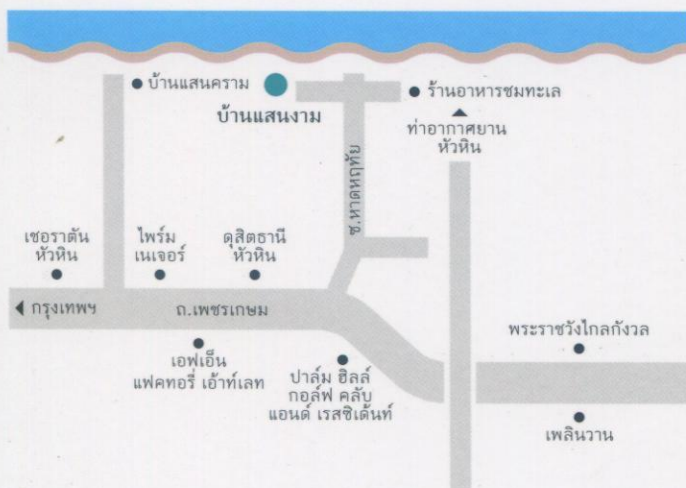 บ้านแสนคราม
บ้านแสนงาม
ร้านอาหารชมทะเล
ท่าอากาศยาน
หัวหิน
ซ.หาดหฤทัย
เชอราตัน
หัวหิน
ไพร์ม
เนเจอร์
ดุสิตธานี
หัวหิน
กรุงเทพฯ
ถ.เพชรเกษม
พระราชวังไกลกังวล
เอฟเอ็น
แฟคทอรี่ เอ้าท์เลท
ปาล์ม ฮิลล์
กอล์ฟ คลับ
แอนด์ เรสซิเด้นท์
เพลินวาน